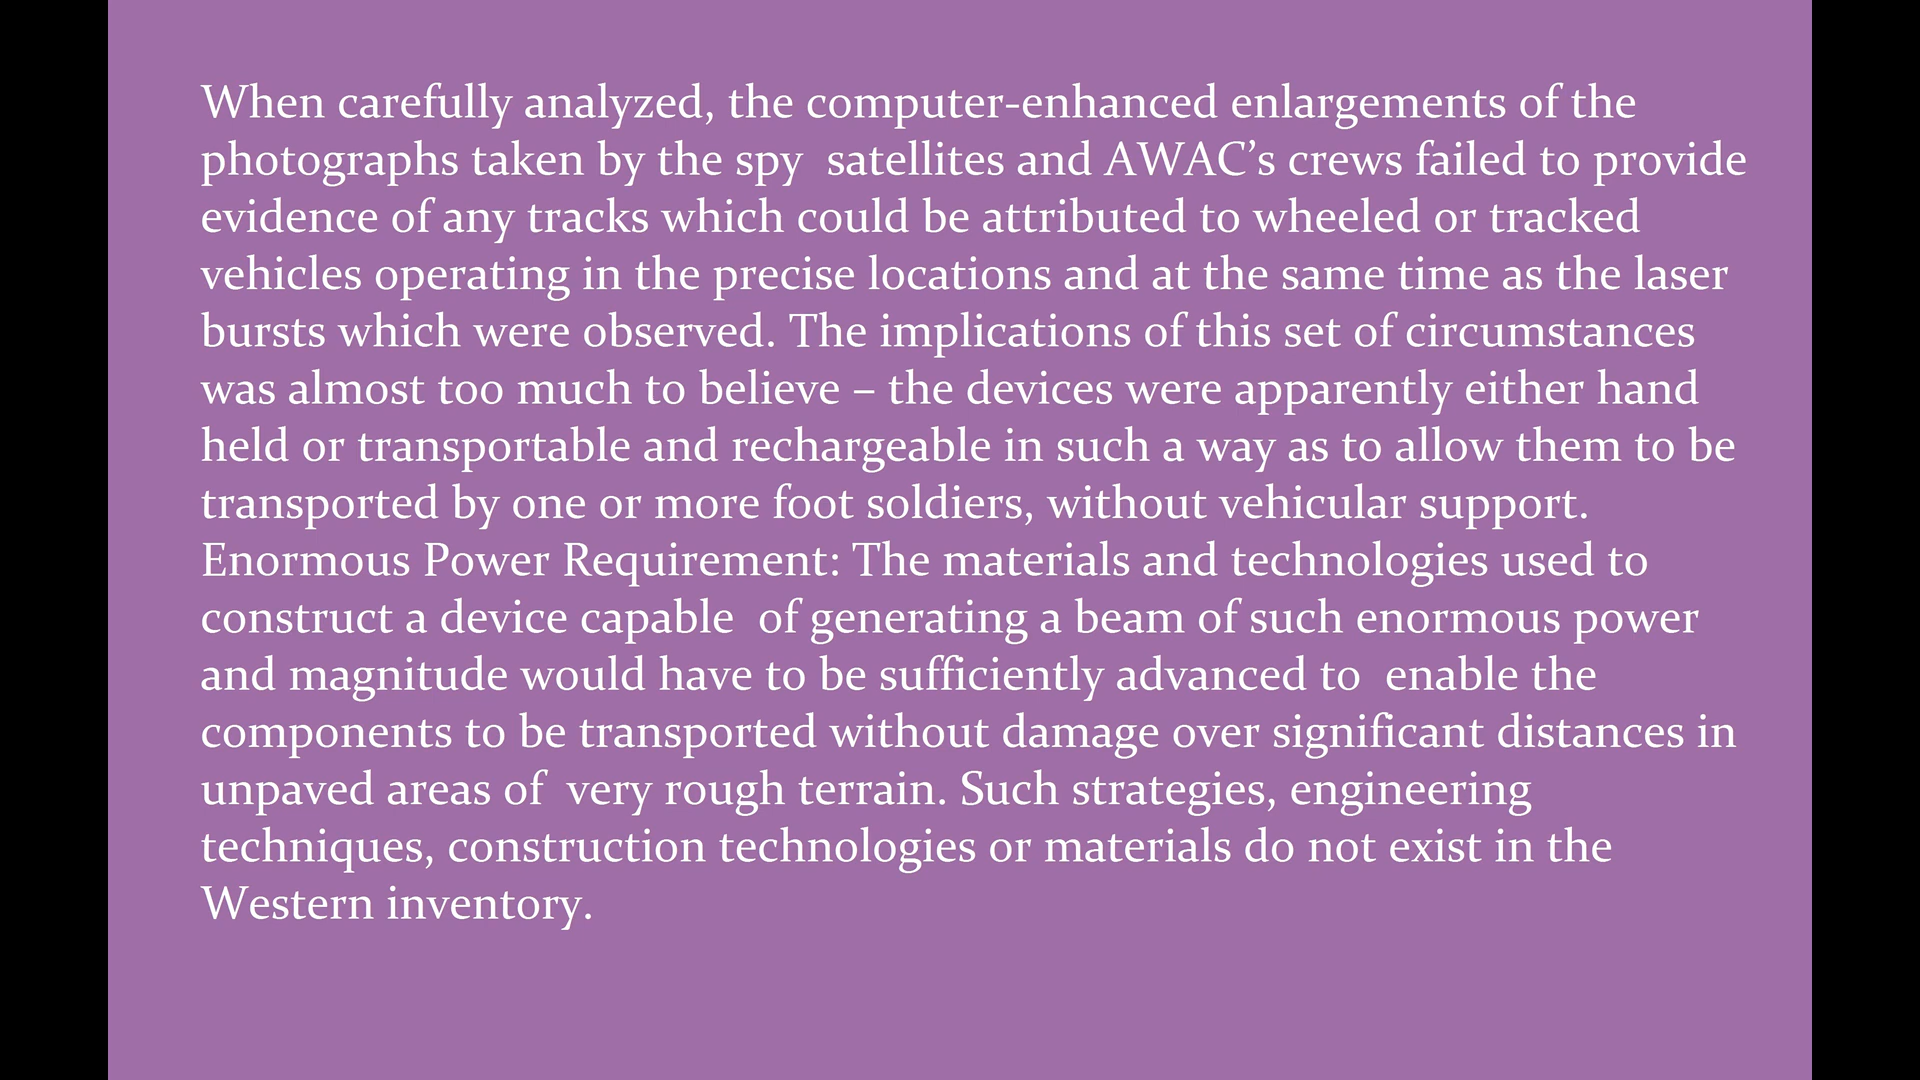 When carefully analyzed, the computer-enhanced enlargements of the
photographs taken by the spy  satellites and AWAC’s crews failed to provide
evidence of any tracks which could be attributed to wheeled or tracked
vehicles operating in the precise locations and at the same time as the laser
bursts which were observed. The implications of this set of circumstances
was almost too much to believe – the devices were apparently either hand
held or transportable and rechargeable in such a way as to allow them to be
transported by one or more foot soldiers, without vehicular support.
Enormous Power Requirement: The materials and technologies used to
construct a device capable  of generating a beam of such enormous power
and magnitude would have to be sufficiently advanced to  enable the
components to be transported without damage over significant distances in
unpaved areas of  very rough terrain. Such strategies, engineering
techniques, construction technologies or materials do not exist in the
Western inventory.